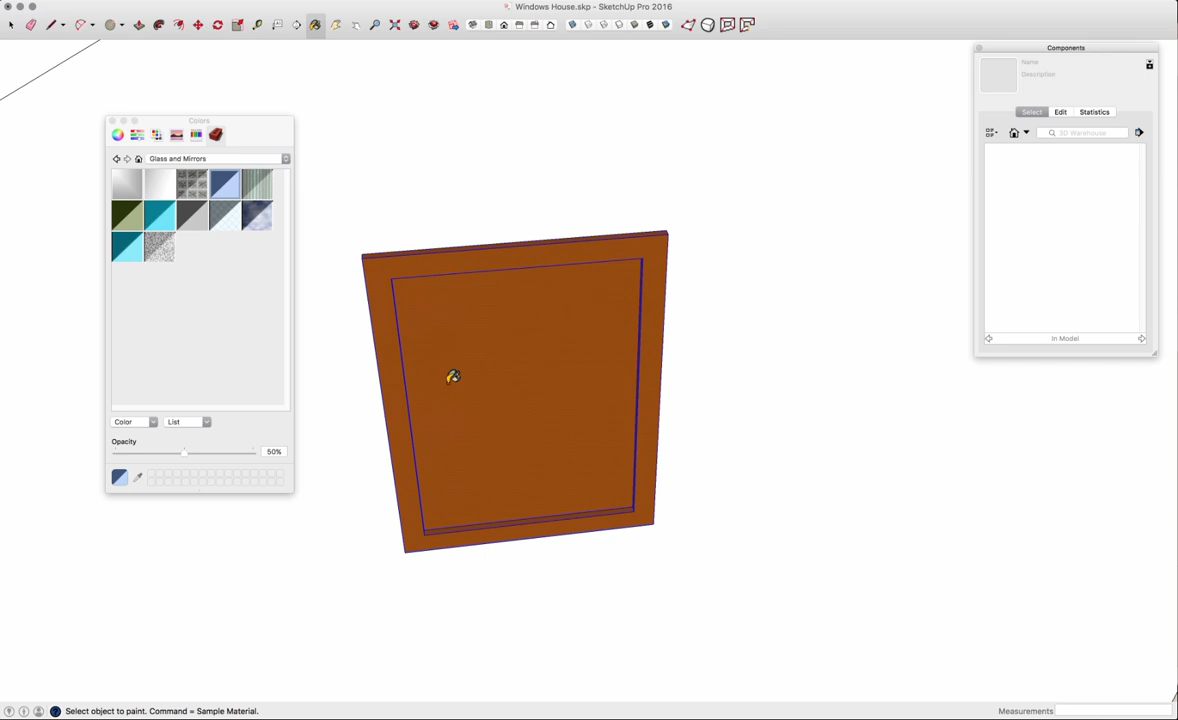 Windows House.skp - SketchUp Pro 2016
Colors
Glass and Mirrors
Color
List
Opacity
50%
Components
Name
Description
Select
Edit
Statistics
3D Warehouse
In Model
Select object to paint. Command = Sample Material.
Measurements